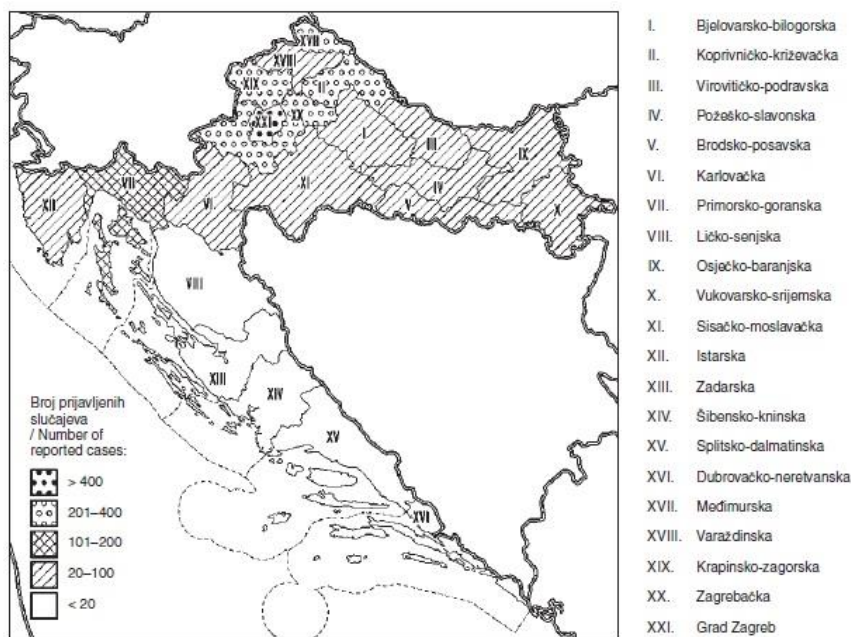 XVII
XVIII
II
XIX
XXI
XX
I
III
IX
VII
XII
VI
XI
IV
V
X
VIII
XIII
XIV
XV
XVI
Broj prijavljenih
slučajeva
/ Number of
reported cases:
> 400
201–400
101–200
20–100
< 20
I. Bjelovarsko-bilogorska
II. Koprivničko-križevačka
III. Virovitičko-podravska
IV. Požeško-slavonska
V. Brodsko-posavska
VI. Karlovačka
VII. Primorsko-goranska
VIII. Ličko-senjska
IX. Osječko-baranjska
X. Vukovarsko-srijemska
XI. Sisačko-moslavačka
XII. Istarska
XIII. Zadarska
XIV. Šibensko-kninska
XV. Splitsko-dalmatinska
XVI. Dubrovačko-neretvanska
XVII. Međimurska
XVIII. Varaždinska
XIX. Krapinsko-zagorska
XX. Zagrebačka
XXI. Grad Zagreb